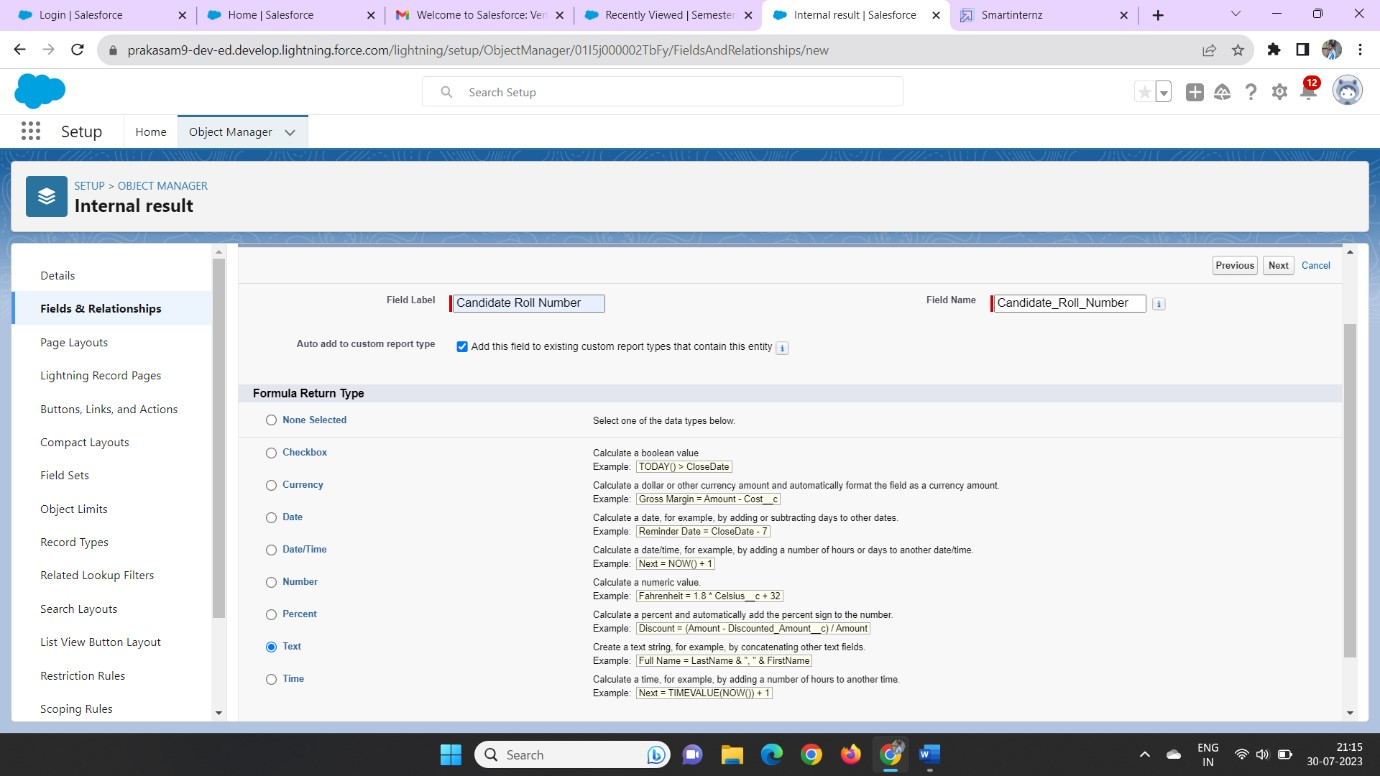 Login | Salesforce
Home | Salesforce
Welcome to Salesforce: Ver
Recently Viewed | Semester
Internal result | Salesforce
Smartinternz
prakasam9-dev-ed.develop.lightning.force.com/lightning/setup/ObjectManager/01I5j000002TbFy/FieldsAndRelationships/new
Search Setup
12
Setup Home Object Manager
SETUP > OBJECT MANAGER
Internal result
Details
Fields & Relationships
Page Layouts
Lightning Record Pages
Buttons, Links, and Actions
Compact Layouts
Field Sets
Object Limits
Record Types
Related Lookup Filters
Search Layouts
List View Button Layout
Restriction Rules
Scoping Rules
Previous Next Cancel
Field Label Candidate Roll Number Field Name Candidate_Roll_Number i
Auto add to custom report type Add this field to existing custom report types that contain this entity i
Formula Return Type
None Selected Select one of the data types below.
Checkbox Calculate a boolean value
Example: TODAY() > CloseDate
Currency Calculate a dollar or other currency amount and automatically format the field as a currency amount.
Example: Gross Margin = Amount - Cost__c
Date Calculate a date, for example, by adding or subtracting days to other dates.
Example: Reminder Date = CloseDate - 7
Date/Time Calculate a date/time, for example, by adding a number of hours or days to another date/time.
Example: Next = NOW() + 1
Number Calculate a numeric value.
Example: Fahrenheit = 1.8 * Celsius__c + 32
Percent Calculate a percent and automatically add the percent sign to the number.
Example: Discount = (Amount - Discounted_Amount__c) / Amount
Text Create a text string, for example, by concatenating other text fields.
Example: Full Name = LastName & ", " & FirstName
Time Calculate a time, for example, by adding a number of hours to another time.
Example: Next = TIMEVALUE(NOW()) + 1
Search
ENG
IN
21:15
30-07-2023